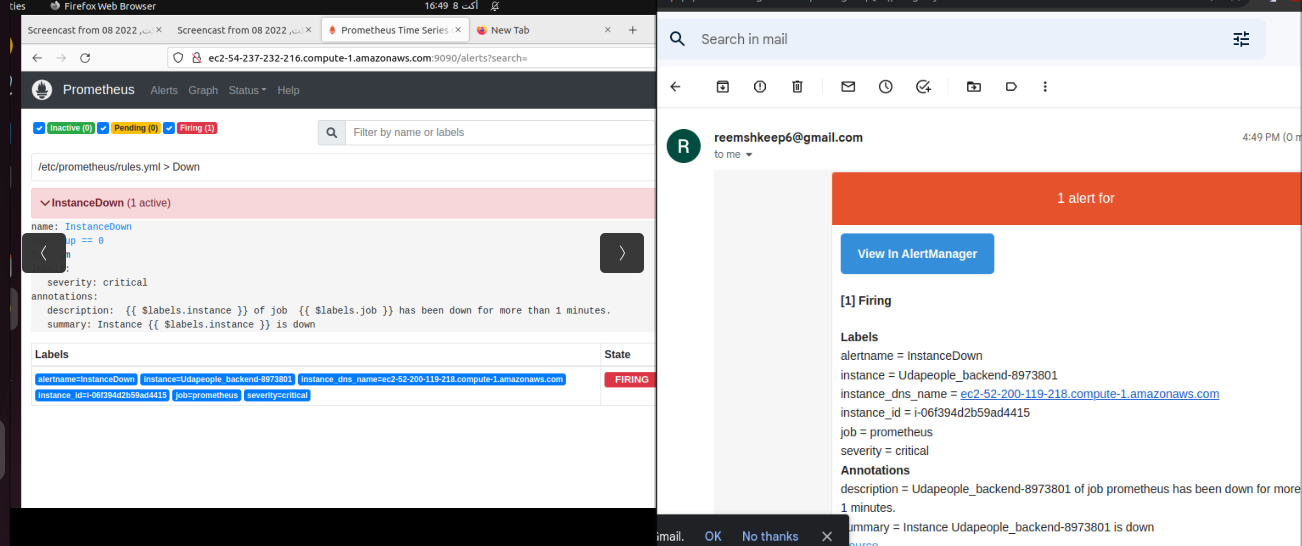 ties Firefox Web Browser 16:49 8 أكت
Screencast from 08 2022 ,ت
Screencast from 08 2022 ,ت
Prometheus Time Series
New Tab
ec2-54-237-232-216.compute-1.amazonaws.com:9090/alerts?search=
Prometheus Alerts Graph Status Help
Inactive (0) Pending (0) Firing (1)
Filter by name or labels
/etc/prometheus/rules.yml > Down
InstanceDown (1 active)
name: InstanceDown
up == 0
m
:
severity: critical
annotations:
description: {{ $labels.instance }} of job {{ $labels.job }} has been down for more than 1 minutes.
summary: Instance {{ $labels.instance }} is down
Labels State
alertname=InstanceDown instance=Udapeople_backend-8973801 instance_dns_name=ec2-52-200-119-218.compute-1.amazonaws.com FIRING
instance_id=i-06f394d2b59ad4415 job=prometheus severity=critical
Search in mail
R
reemshkeep6@gmail.com 4:49 PM (0 m
to me
1 alert for
View In AlertManager
[1] Firing
Labels
alertname = InstanceDown
instance = Udapeople_backend-8973801
instance_dns_name = ec2-52-200-119-218.compute-1.amazonaws.com
instance_id = i-06f394d2b59ad4415
job = prometheus
severity = critical
Annotations
description = Udapeople_backend-8973801 of job prometheus has been down for more
1 minutes.
summary = Instance Udapeople_backend-8973801 is down
Gmail. OK No thanks